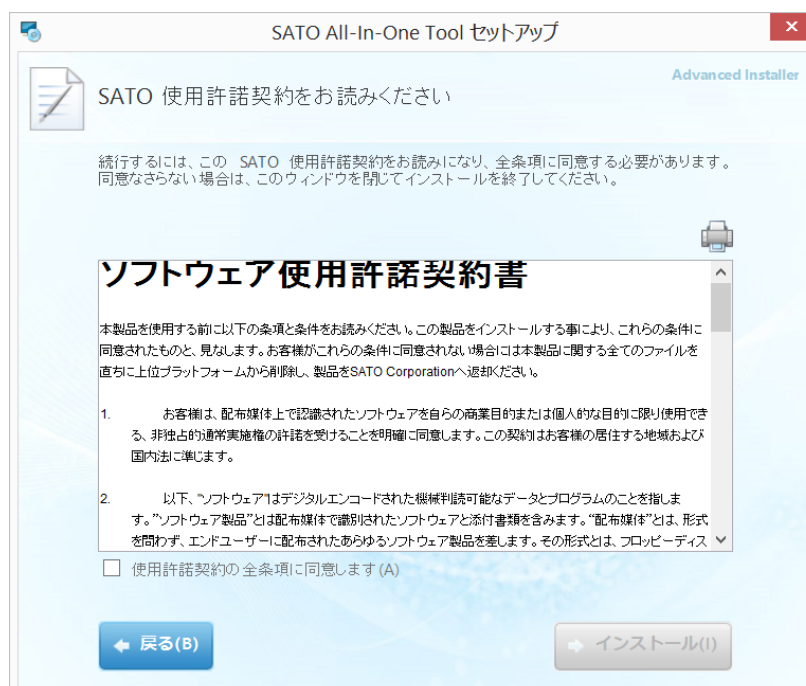 SATO All-In-One Tool セットアップ
Advanced Installer
SATO 使用許諾契約をお読みください
続行するには、この SATO 使用許諾契約をお読みになり、全条項に同意する必要があります。
同意なさらない場合は、このウィンドウを閉じてインストールを終了してください。
ソフトウェア使用許諾契約書
本製品を使用する前に以下の条項と条件をお読みください。この製品をインストールする事により、これらの条件に
同意されたものと、見なします。お客様がこれらの条件に同意されない場合には本製品に関する全てのファイルを
直ちに上位プラットフォームから削除し、製品をSATO Corporationへ返却ください。
1. お客様は、配布媒体上で認識されたソフトウェアを自らの商業目的または個人的な目的に限り使用でき
る、非独占的通常実施権の許諾を受けることを明確に同意します。この契約はお客様の居住する地域および
国内法に準じます。
2. 以下、"ソフトウェア"はデジタルエンコードされた機械判読可能なデータとプログラムのことを指しま
す。"ソフトウェア製品"とは配布媒体で識別されたソフトウェアと添付書類を含みます。"配布媒体"とは、形式
を問わず、エンドユーザーに配布されたあらゆるソフトウェア製品を差します。その形式とは、フロッピーディス
使用許諾契約の全条項に同意します(A)
戻る(B)
インストール(I)